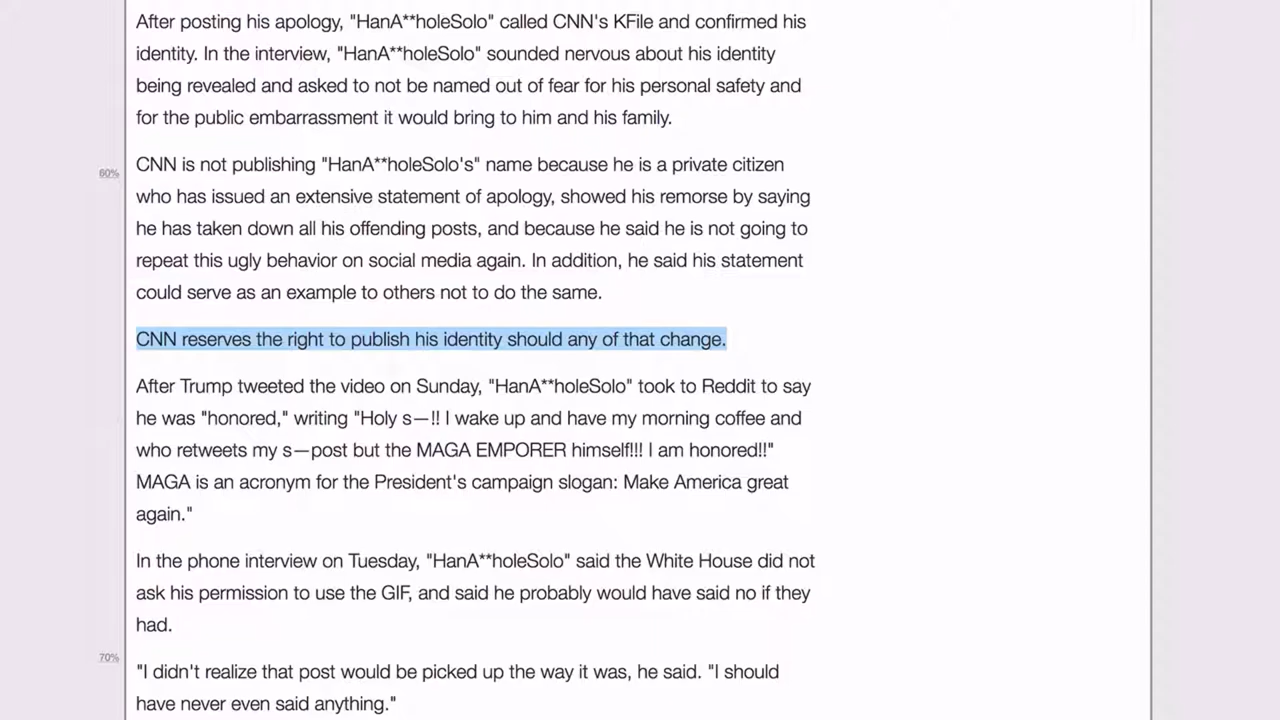 After posting his apology, "HanA**holeSolo" called CNN's KFile and confirmed his
identity. In the interview, "HanA**holeSolo" sounded nervous about his identity
being revealed and asked to not be named out of fear for his personal safety and
for the public embarrassment it would bring to him and his family.
60%
CNN is not publishing "HanA**holeSolo's" name because he is a private citizen
who has issued an extensive statement of apology, showed his remorse by saying
he has taken down all his offending posts, and because he said he is not going to
repeat this ugly behavior on social media again. In addition, he said his statement
could serve as an example to others not to do the same.
CNN reserves the right to publish his identity should any of that change.
After Trump tweeted the video on Sunday, "HanA**holeSolo" took to Reddit to say
he was "honored," writing "Holy s—!! I wake up and have my morning coffee and
who retweets my s—post but the MAGA EMPORER himself!!! I am honored!!"
MAGA is an acronym for the President's campaign slogan: Make America great
again."
In the phone interview on Tuesday, "HanA**holeSolo" said the White House did not
ask his permission to use the GIF, and said he probably would have said no if they
had.
70%
"I didn't realize that post would be picked up the way it was, he said. "I should
have never even said anything."